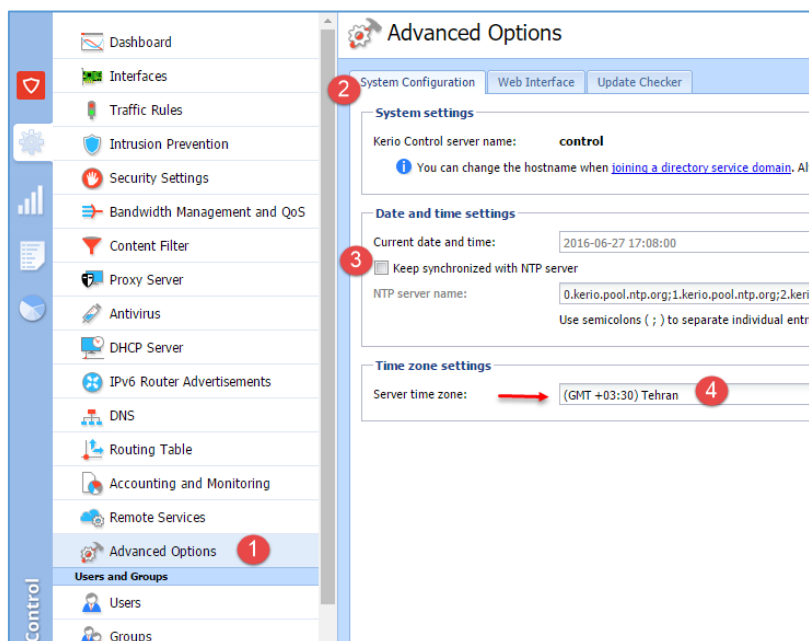 Dashboard
Interfaces
Traffic Rules
Intrusion Prevention
Security Settings
Bandwidth Management and QoS
Content Filter
Proxy Server
Antivirus
DHCP Server
IPv6 Router Advertisements
DNS
Routing Table
Accounting and Monitoring
Remote Services
Advanced Options 1
Users and Groups
Users
Groups
Control
Advanced Options
2 System Configuration Web Interface Update Checker
System settings
Kerio Control server name: control
You can change the hostname when joining a directory service domain. Al
Date and time settings
Current date and time: 2016-06-27 17:08:00
3 Keep synchronized with NTP server
NTP server name: 0.kerio.pool.ntp.org;1.kerio.pool.ntp.org;2.keri
Use semicolons ( ; ) to separate individual entr
Time zone settings
Server time zone: (GMT +03:30) Tehran 4